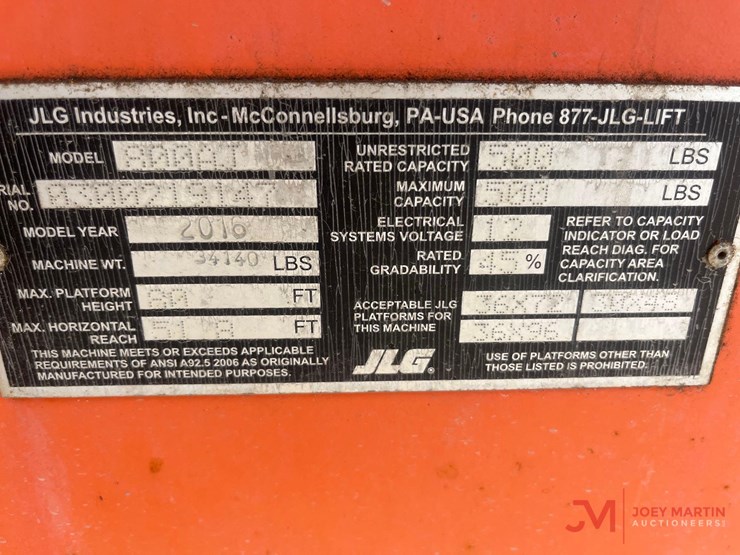 JLG Industries, Inc - McConnellsburg, PA-USA Phone 877-JLG-LIFT
MODEL 800AJ
RIAL NO.
MODEL YEAR 2016
MACHINE WT. 34140 LBS
MAX. PLATFORM HEIGHT 80 FT
MAX. HORIZONTAL REACH 51.8 FT
THIS MACHINE MEETS OR EXCEEDS APPLICABLE
REQUIREMENTS OF ANSI A92.5 2006 AS ORIGINALLY
MANUFACTURED FOR INTENDED PURPOSES.
UNRESTRICTED RATED CAPACITY 500 LBS
MAXIMUM CAPACITY 500 LBS
ELECTRICAL SYSTEMS VOLTAGE 12
RATED GRADABILITY 45 %
REFER TO CAPACITY
INDICATOR OR LOAD
REACH DIAG. FOR
CAPACITY AREA
CLARIFICATION.
ACCEPTABLE JLG
PLATFORMS FOR
THIS MACHINE
36X72
36X96
JLG®
USE OF PLATFORMS OTHER THAN
THOSE LISTED IS PROHIBITED.
JM JOEY MARTIN
AUCTIONEERS